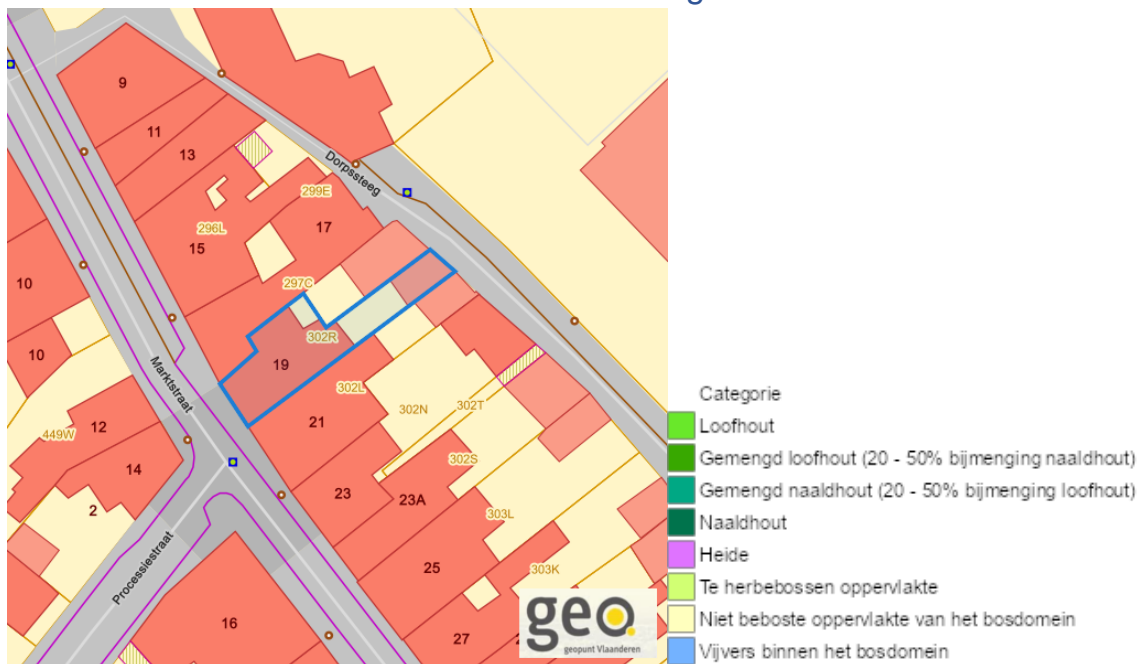 g
9
11
13
Dorpssteeg
299E
17
296L
15
10
297C
302R
19
10
Marktstraat
302L
302N
302T
449W
12
21
14
302S
23
23A
2
303L
Processiestraat
25
303K
16
27
geo.
geopunt Vlaanderen
Categorie
Loofhout
Gemengd loofhout (20 - 50% bijmenging naaldhout)
Gemengd naaldhout (20 - 50% bijmenging loofhout)
Naaldhout
Heide
Te herbebossen oppervlakte
Niet beboste oppervlakte van het bosdomein
Vijvers binnen het bosdomein